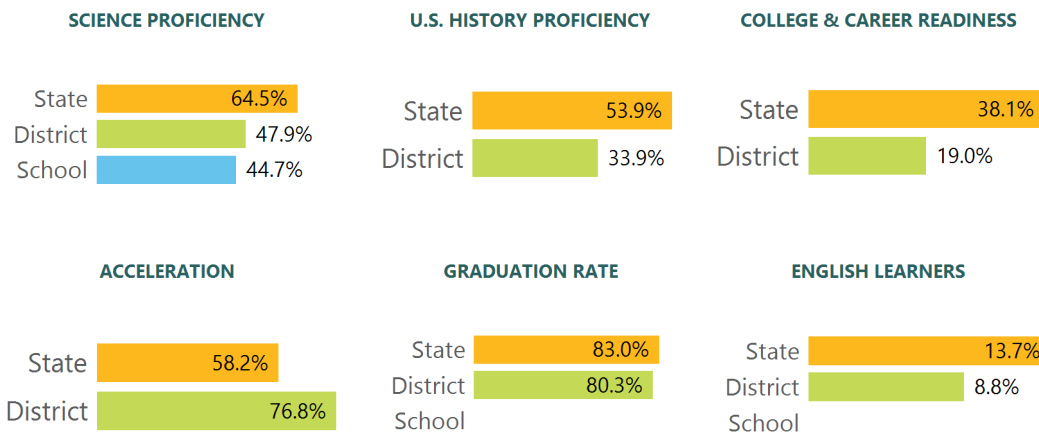 SCIENCE PROFICIENCY
State 64.5%
District 47.9%
School 44.7%
U.S. HISTORY PROFICIENCY
State 53.9%
District 33.9%
COLLEGE & CAREER READINESS
State 38.1%
District 19.0%
ACCELERATION
State 58.2%
District 76.8%
GRADUATION RATE
State 83.0%
District 80.3%
School
ENGLISH LEARNERS
State 13.7%
District 8.8%
School